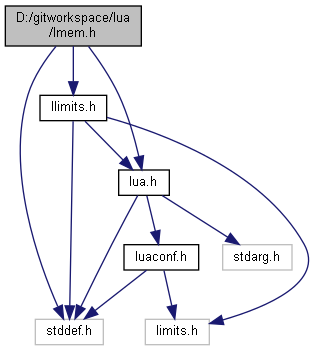 D:/gitworkspace/lua
/lmem.h
llimits.h
lua.h
luaconf.h
stdarg.h
stddef.h
limits.h